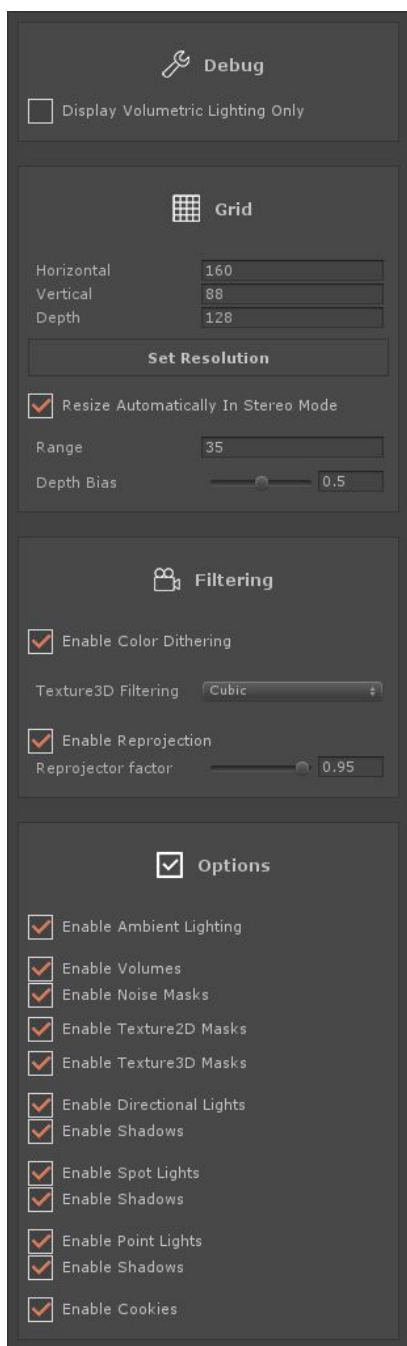 Debug
Display Volumetric Lighting Only
Grid
Horizontal 160
Vertical 88
Depth 128
Set Resolution
Resize Automatically In Stereo Mode
Range 35
Depth Bias 0.5
Filtering
Enable Color Dithering
Texture3D Filtering Cubic
Enable Reprojection
Reprojector factor 0.95
Options
Enable Ambient Lighting
Enable Volumes
Enable Noise Masks
Enable Texture2D Masks
Enable Texture3D Masks
Enable Directional Lights
Enable Shadows
Enable Spot Lights
Enable Shadows
Enable Point Lights
Enable Shadows
Enable Cookies